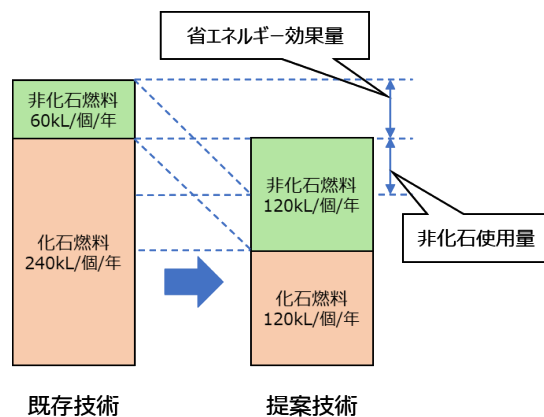 省エネルギー効果量
非化石燃料
60kL/個/年
化石燃料
240kL/個/年
非化石燃料
120kL/個/年
非化石使用量
化石燃料
120kL/個/年
既存技術
提案技術